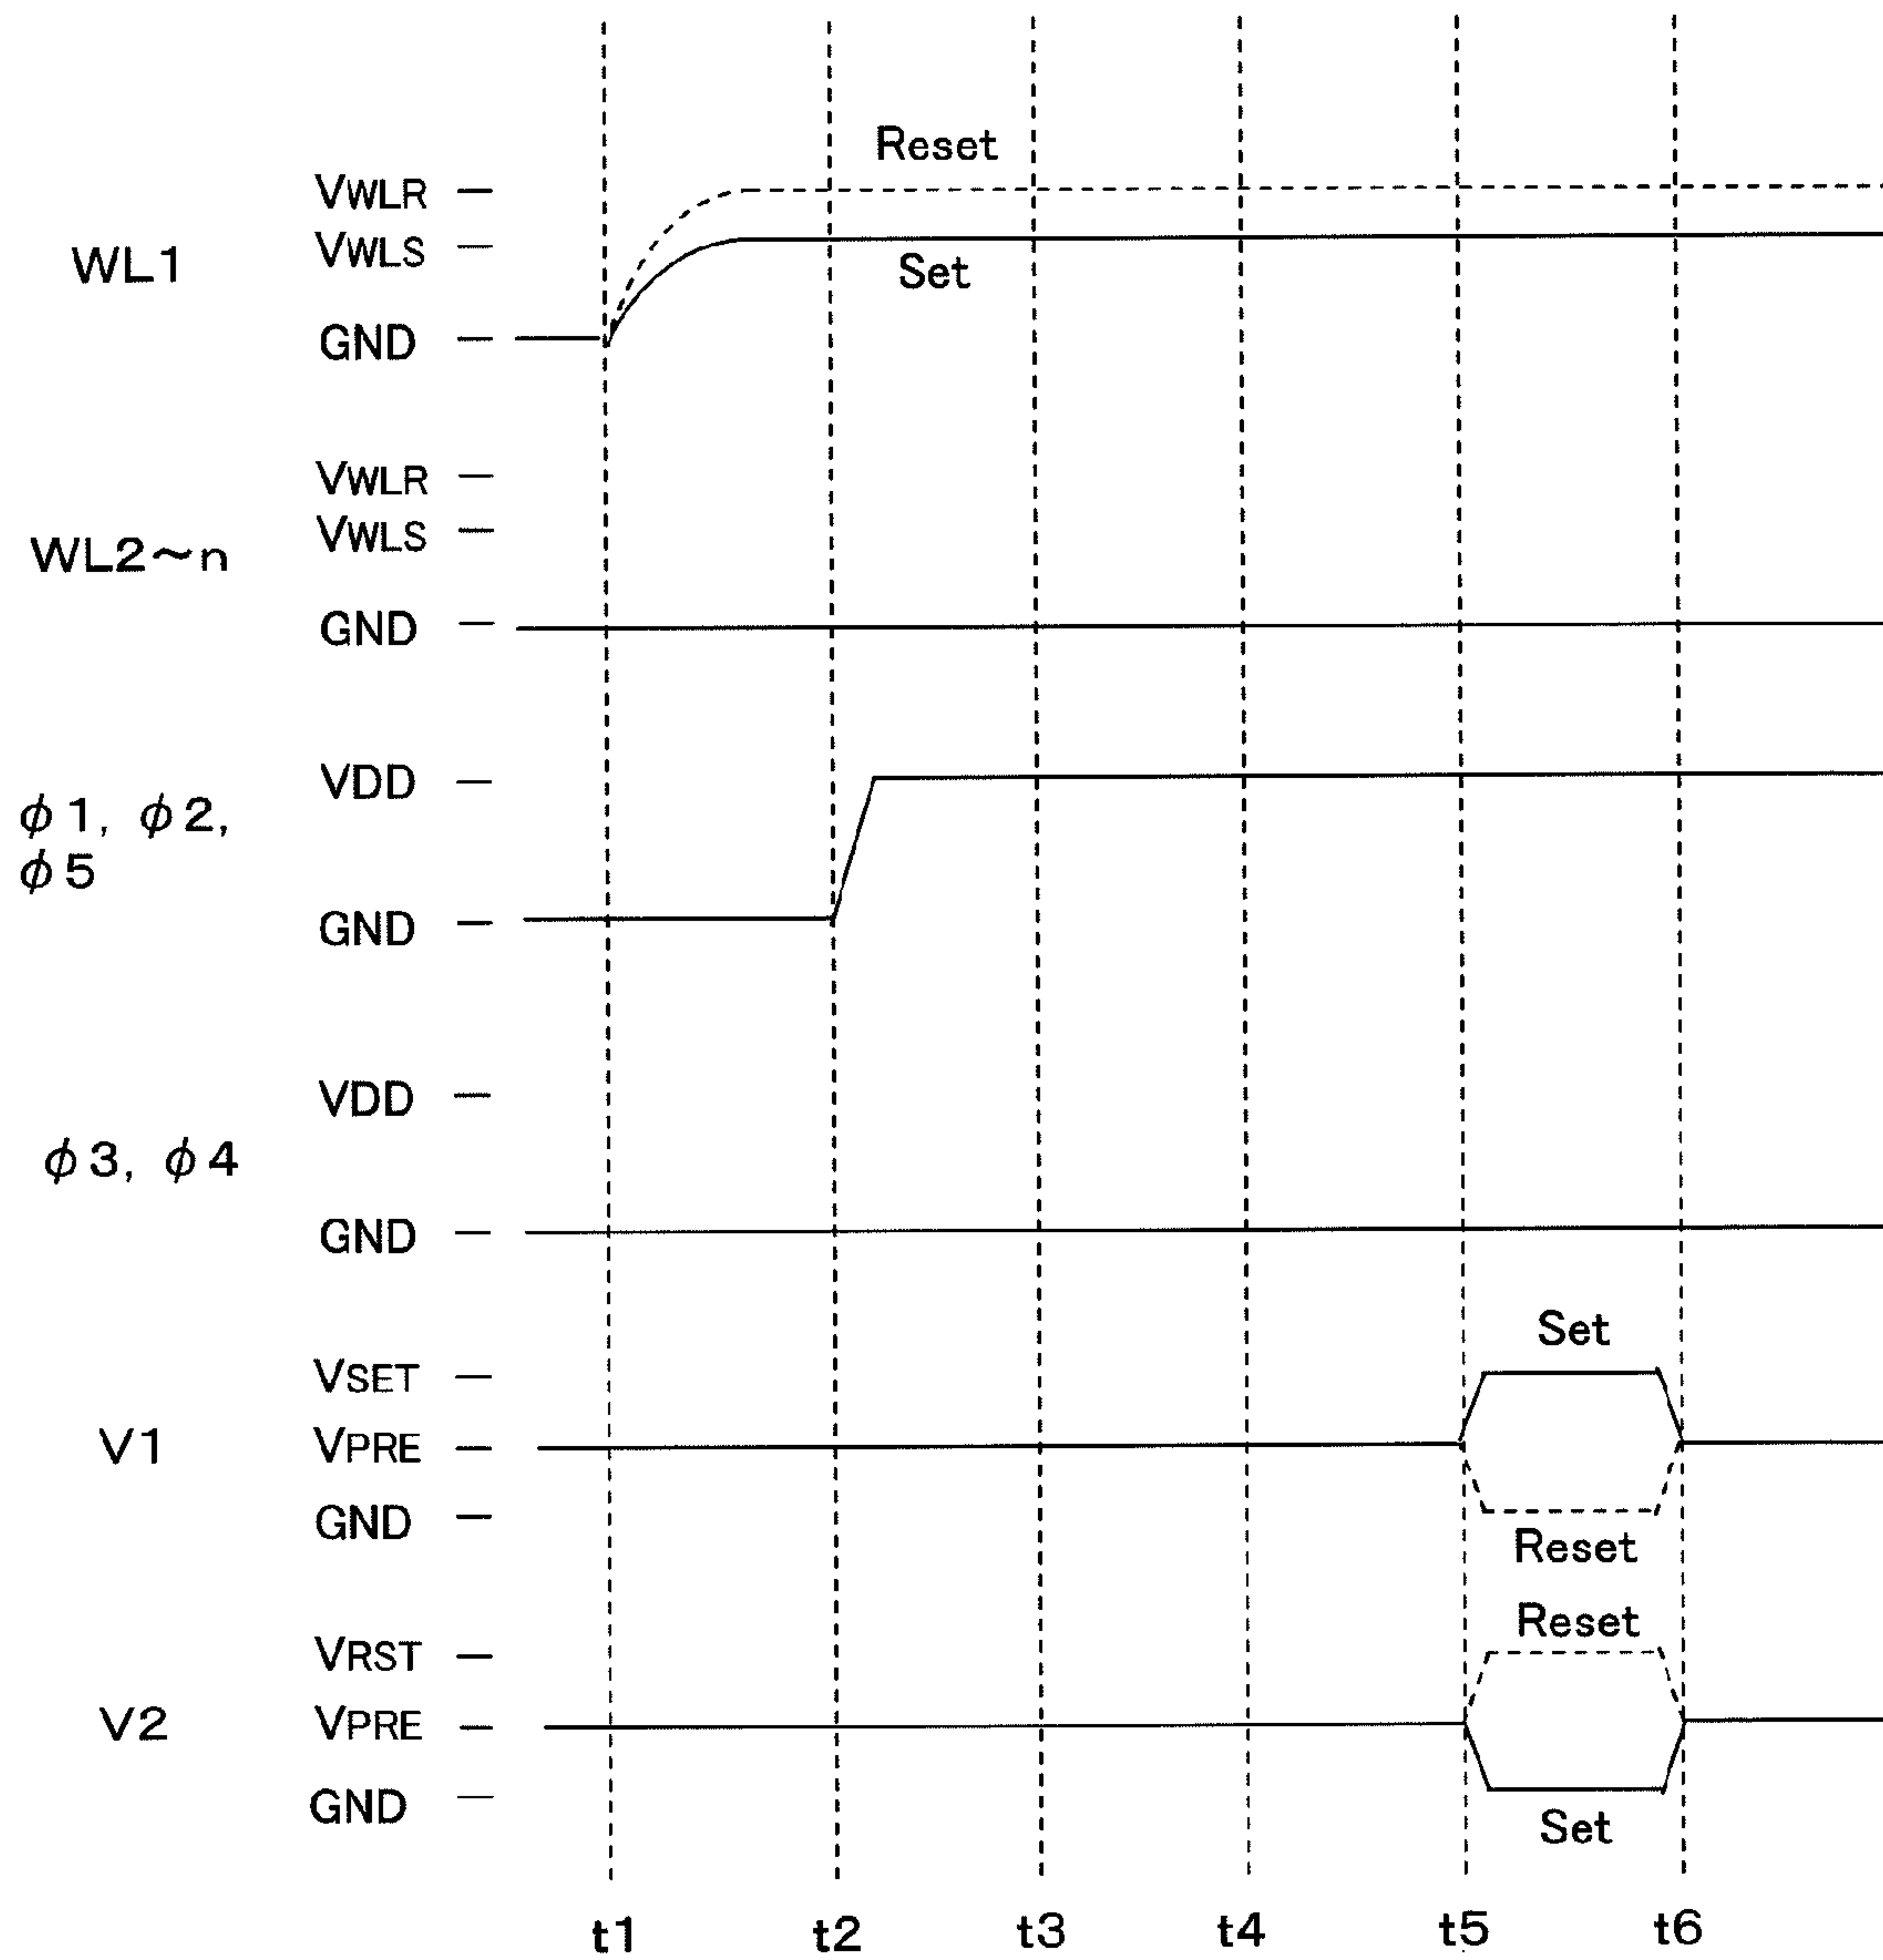 Reset
VWLR
VWLS
WL1
Set
GND
VWLR
VWLS
WL2～n
GND
VDD
φ1, φ2,
φ5
GND
VDD
φ3, φ4
GND
Set
VSET
V1
VPRE
GND
Reset
Reset
VRST
V2
VPRE
GND
Set
t1 t2 t3 t4 t5 t6